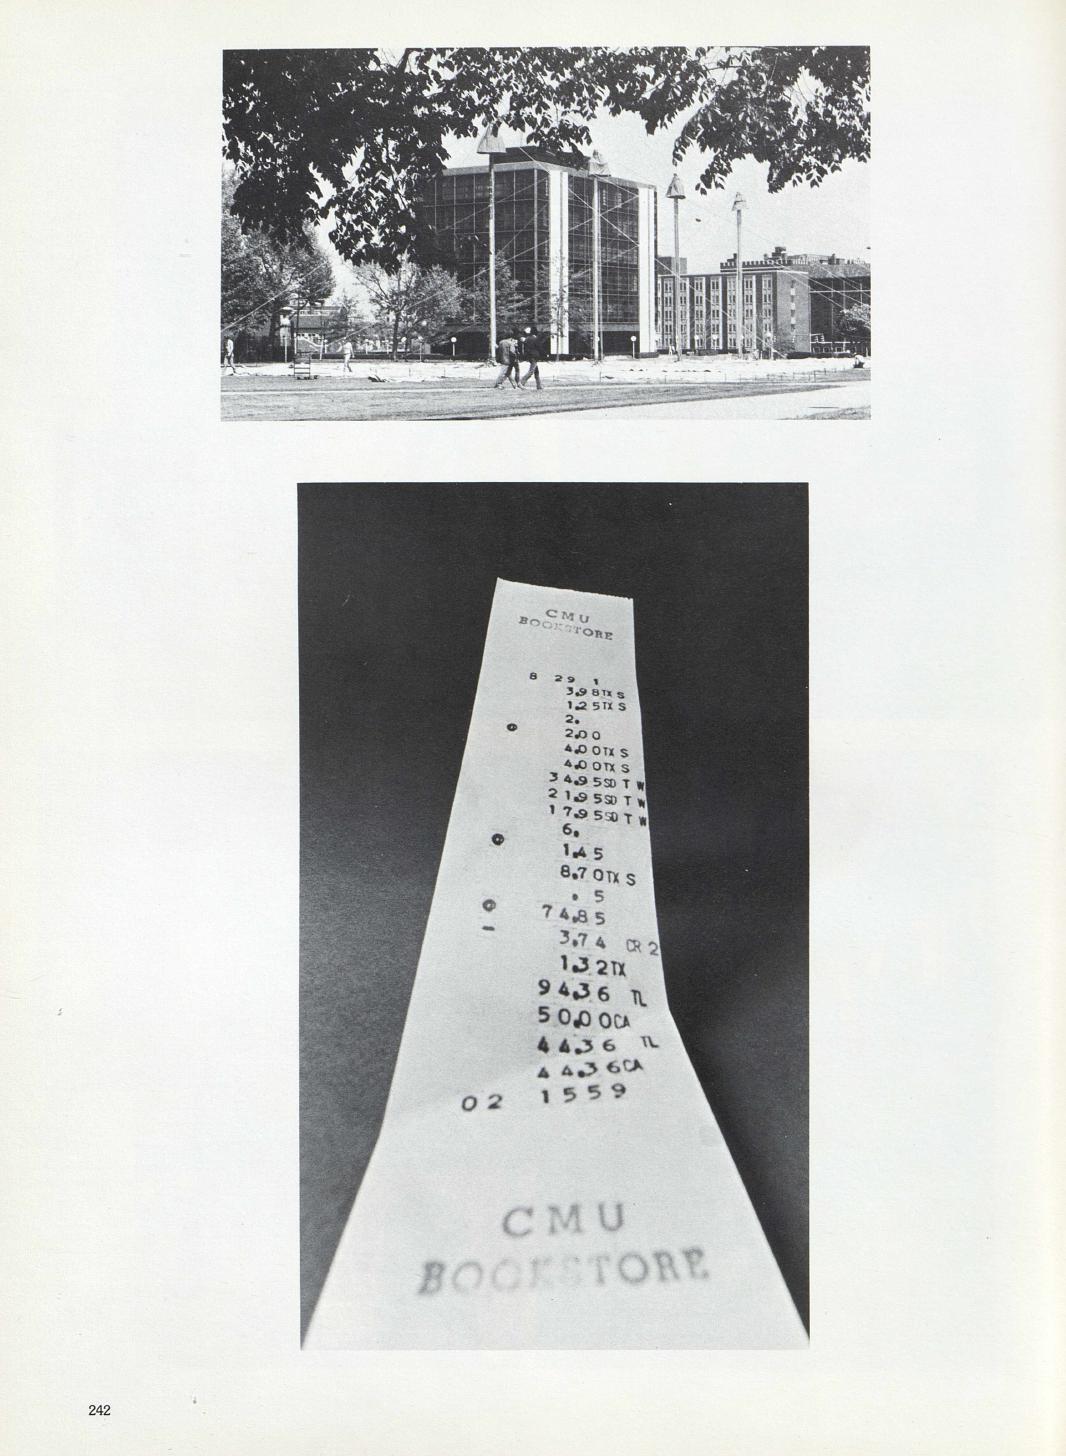 CMU
BOOKSTORE
8 29 1
3.98TX S
1.25TX S
2.
@ 2.00
4.00TX S
4.00TX S
34.95SD T W
21.95SD T W
17.95SD T W
6.
@ 1.45
8.70TX S
. 5
@ 74.85
- 3.74 CR 2
1.32TX
94.36 TL
50.00CA
44.36 TL
44.36CA
02 1559
CMU
BOOKSTORE
242